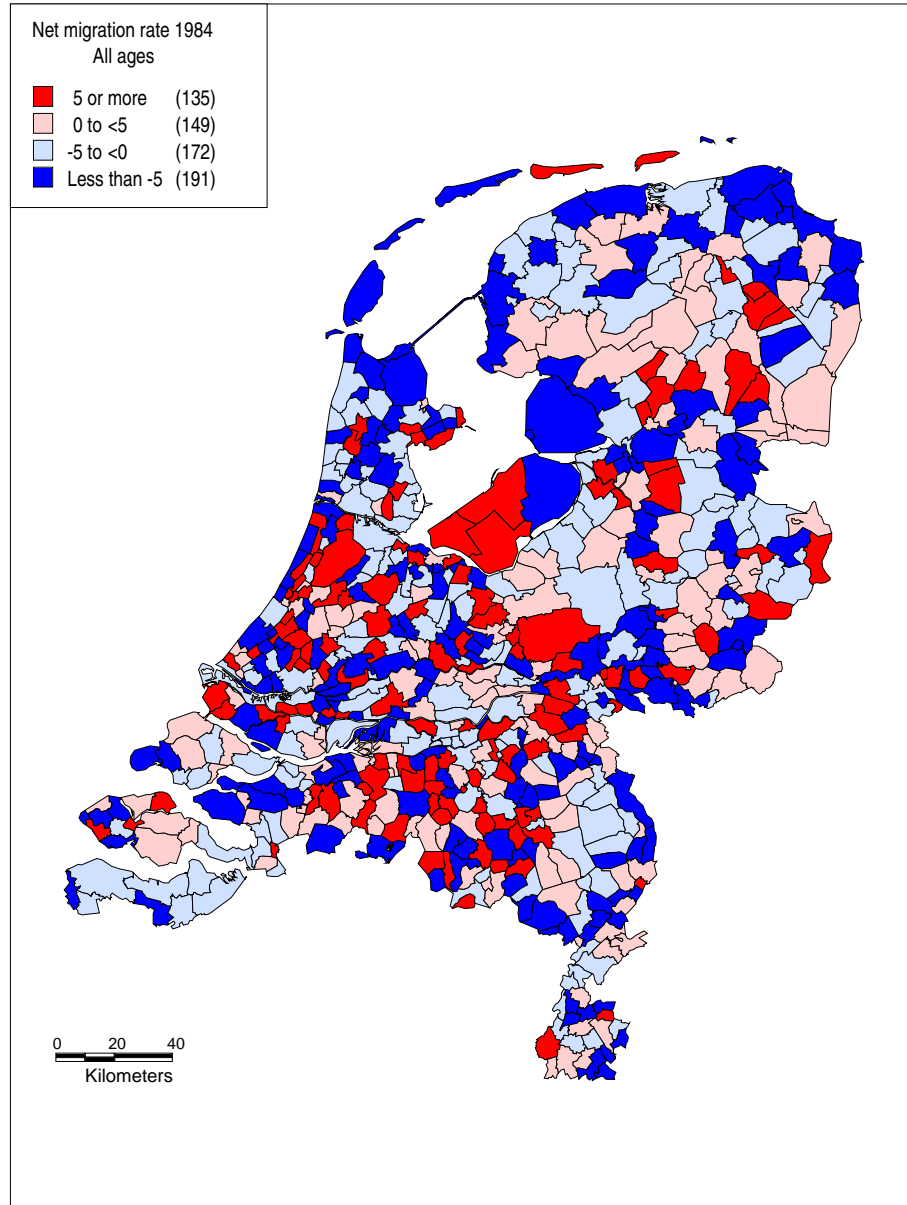 Net migration rate 1984
All ages
5 or more (135)
0 to <5 (149)
-5 to <0 (172)
Less than -5 (191)
0 20 40
Kilometers